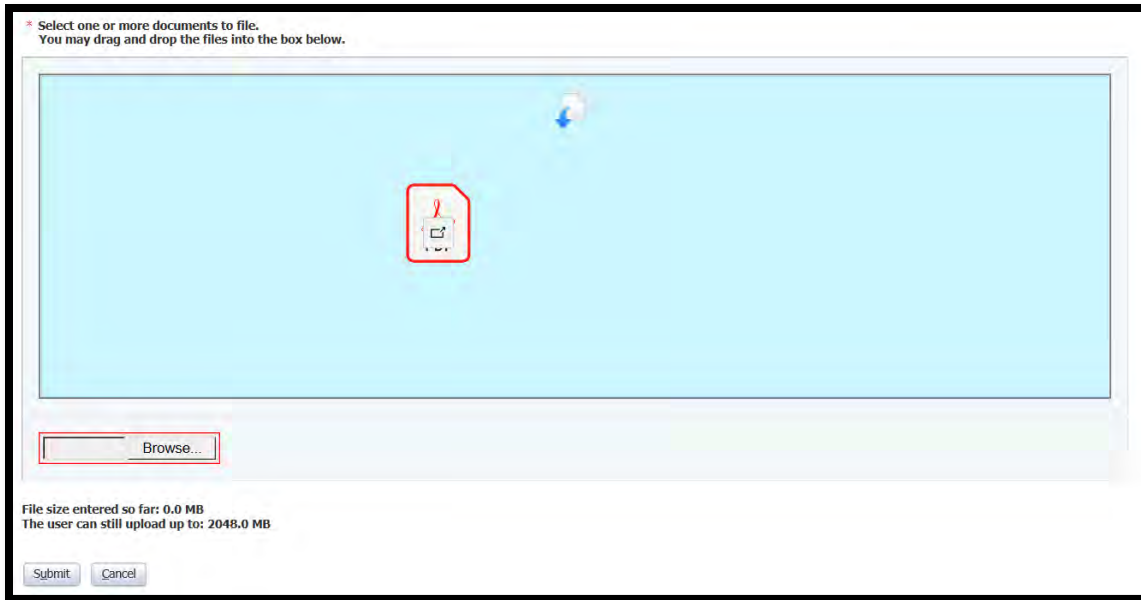 * Select one or more documents to file.
You may drag and drop the files into the box below.
Browse...
File size entered so far: 0.0 MB
The user can still upload up to: 2048.0 MB
Submit Cancel